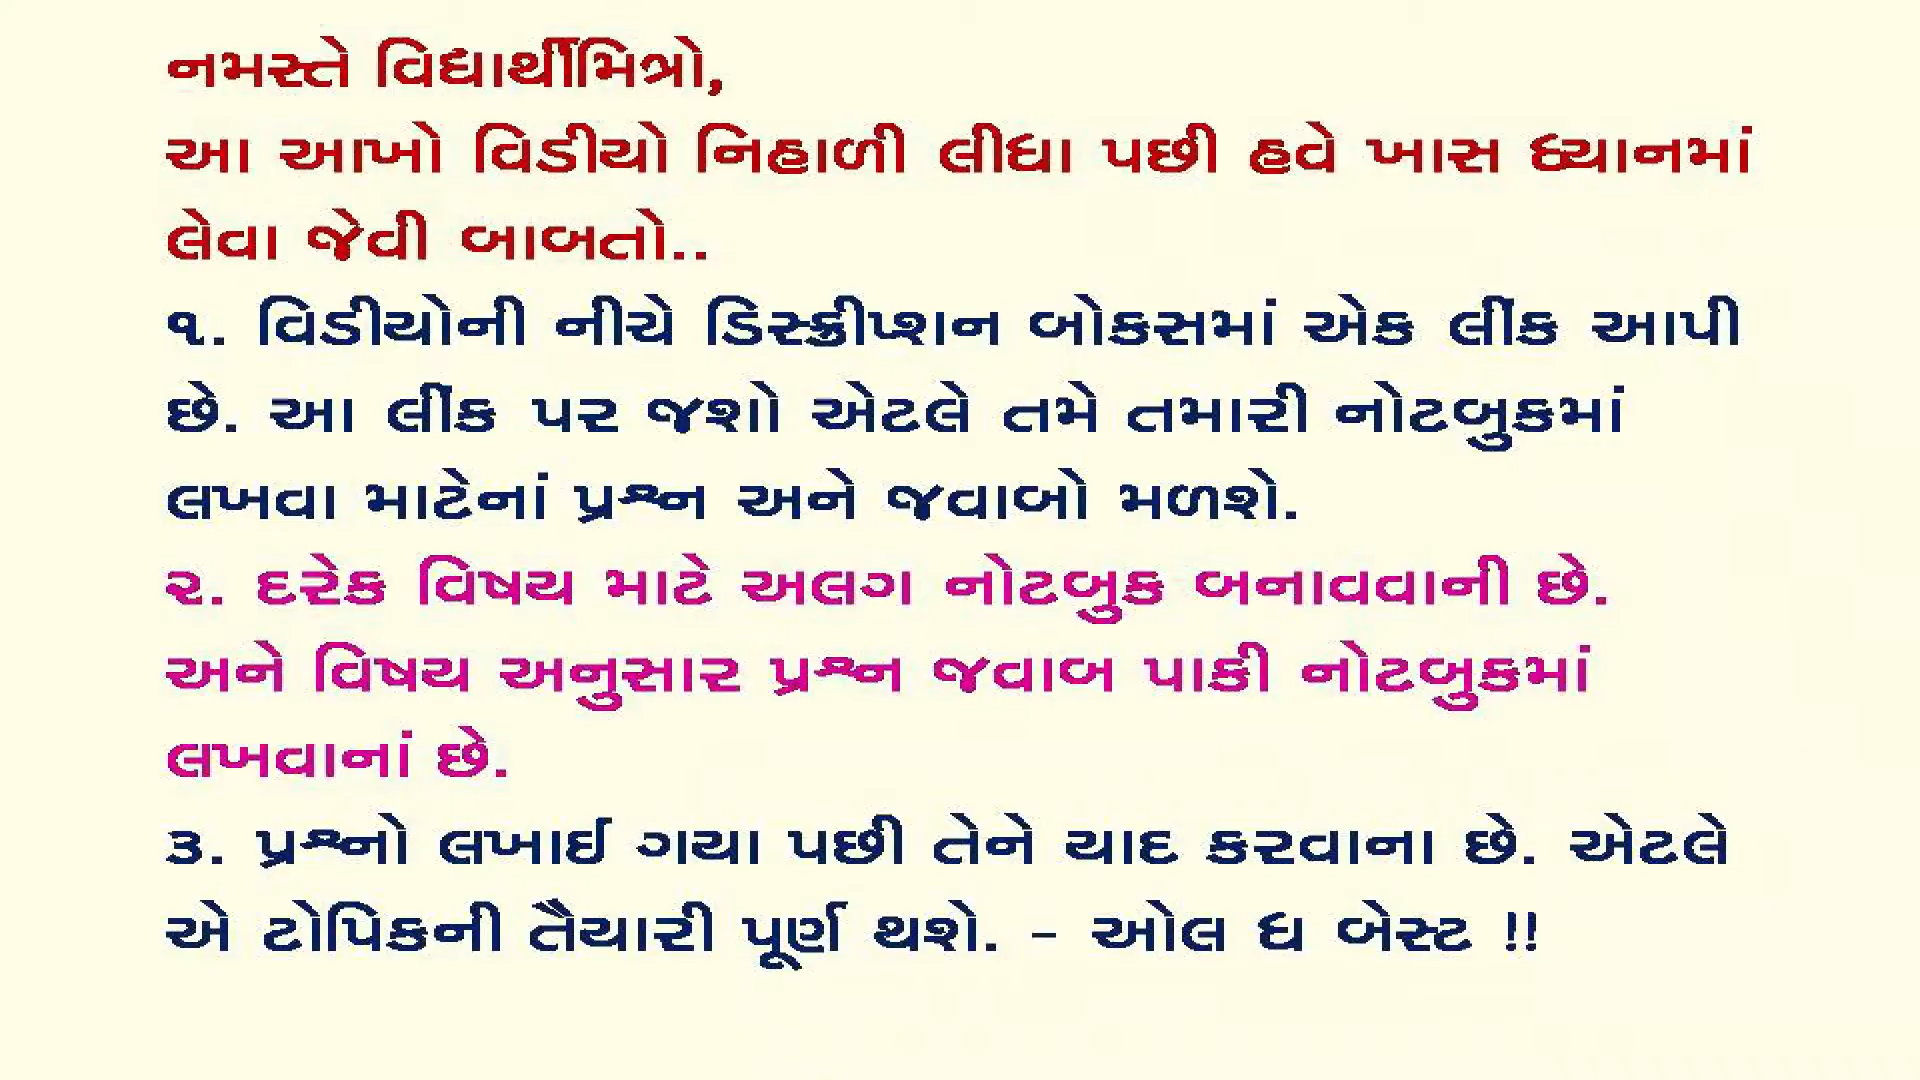 નમસ્તે વિદ્યાર્થીમિત્રો,
આ આખો વિડીયો નિહાળી લીધા પછી હવે ખાસ ધ્યાનમાં
લેવા જેવી બાબતો..
૧. વિડીયોની નીચે ડિસ્ક્રીપ્શન બોકસમાં એક લીંક આપી
છે. આ લીંક પર જશો એટલે તમે તમારી નોટબુકમાં
લખવા માટેનાં પ્રશ્ન અને જવાબો મળશે.
૨. દરેક વિષય માટે અલગ નોટબુક બનાવવાની છે.
અને વિષય અનુસાર પ્રશ્ન જવાબ પાકી નોટબુકમાં
લખવાનાં છે.
૩. પ્રશ્નો લખાઈ ગયા પછી તેને યાદ કરવાના છે. એટલે
એ ટોપિકની તૈયારી પૂર્ણ થશે. - ઓલ ધ બેસ્ટ !!